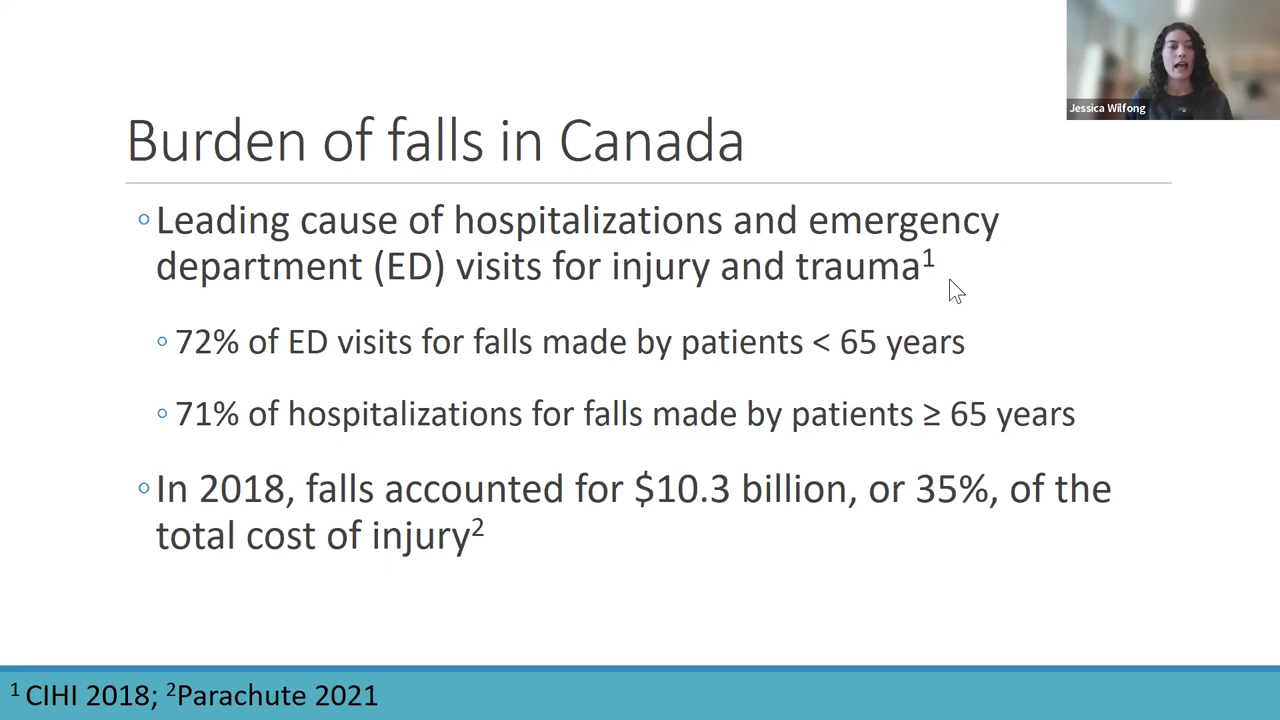 Jessica Wilfong
Burden of falls in Canada
◦Leading cause of hospitalizations and emergency
department (ED) visits for injury and trauma¹
◦72% of ED visits for falls made by patients < 65 years
◦71% of hospitalizations for falls made by patients ≥ 65 years
◦In 2018, falls accounted for $10.3 billion, or 35%, of the
total cost of injury²
¹ CIHI 2018; ²Parachute 2021